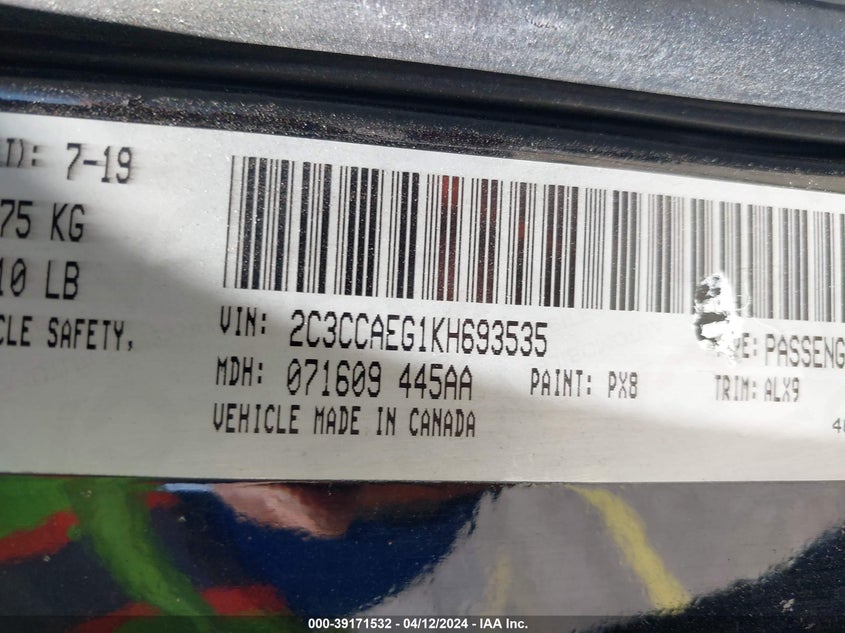 D: 7-19
75 KG
10 LB
CLE SAFETY,
VIN: 2C3CCAEG1KH693535
E: PASSENG
MDH: 071609 445AA PAINT: PX8 TRIM: ALX9
VEHICLE MADE IN CANADA
000-39171532 - 04/12/2024 - IAA Inc.